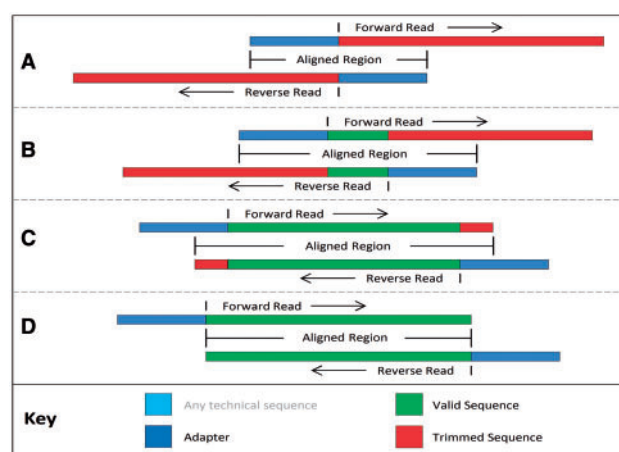 Forward Read
A
Aligned Region
Reverse Read
Forward Read
B
Aligned Region
Reverse Read
Forward Read
C
Aligned Region
Reverse Read
Forward Read
D
Aligned Region
Reverse Read
Key
Any technical sequence
Valid Sequence
Adapter
Trimmed Sequence